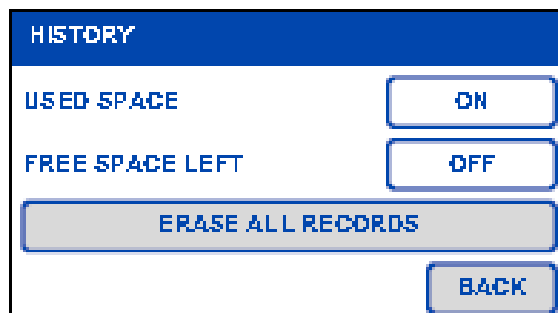 HISTORY
USED SPACE ON
FREE SPACE LEFT OFF
ERASE ALL RECORDS
BACK